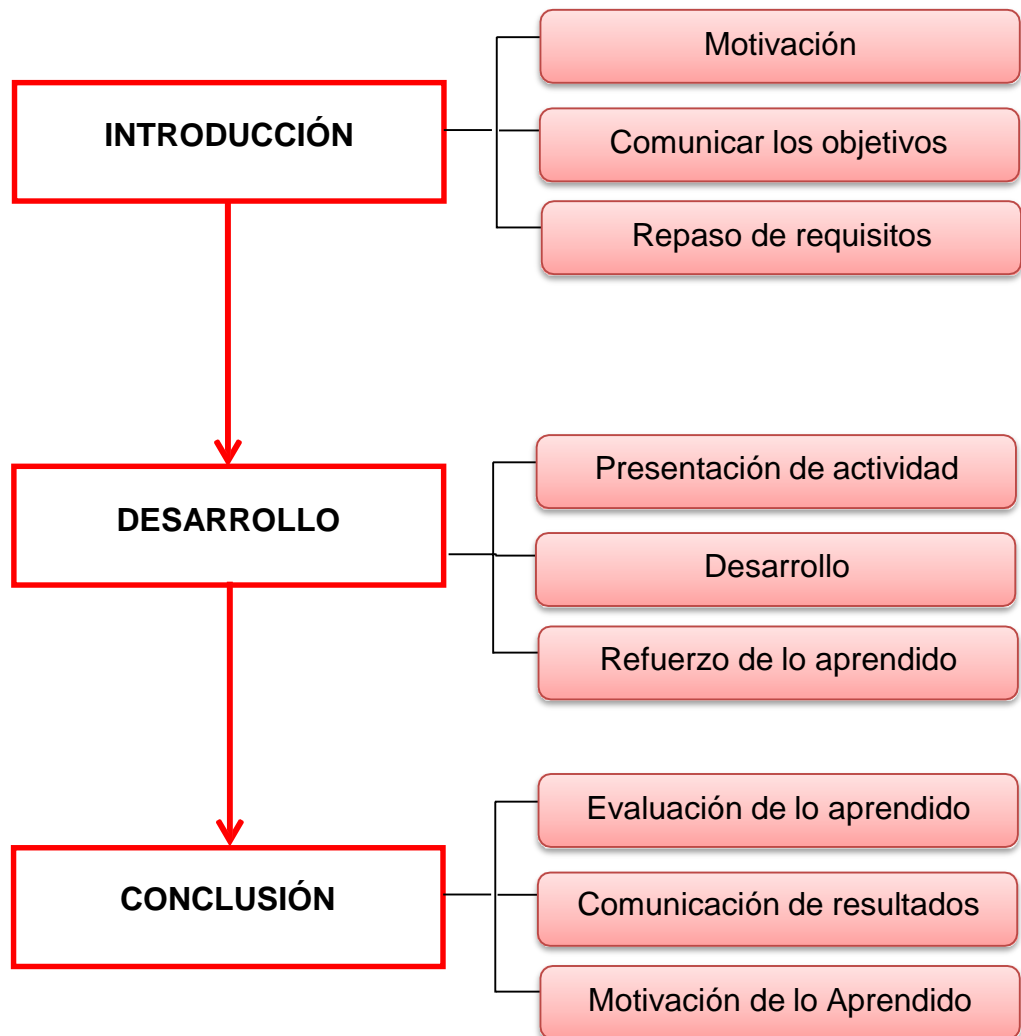 INTRODUCCIÓN
Motivación
Comunicar los objetivos
Repaso de requisitos
DESARROLLO
Presentación de actividad
Desarrollo
Refuerzo de lo aprendido
CONCLUSIÓN
Evaluación de lo aprendido
Comunicación de resultados
Motivación de lo Aprendido